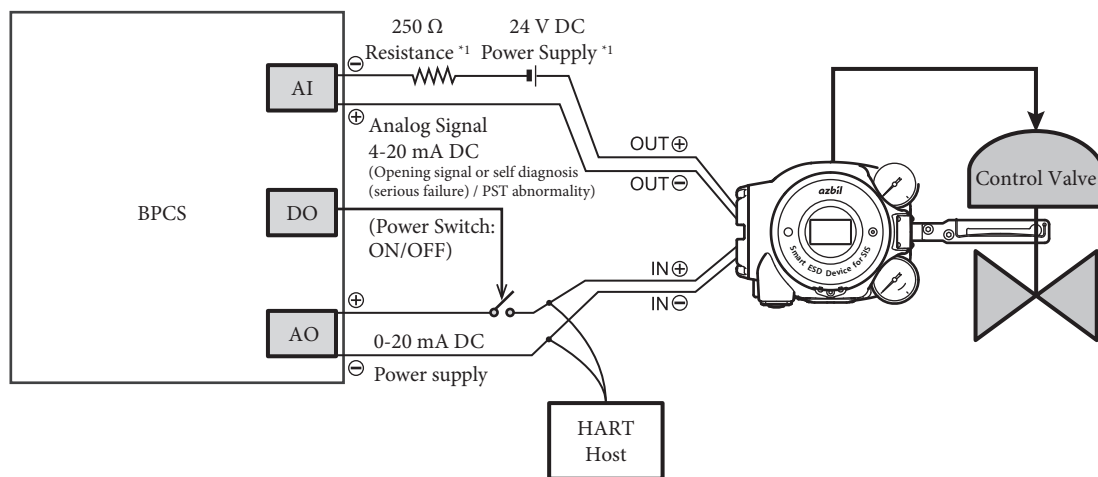 250 Ω
Resistance *1
24 V DC
Power Supply *1
⊖
AI
⊕
Analog Signal
4-20 mA DC
(Opening signal or self diagnosis
(serious failure) / PST abnormality)
OUT⊕
OUT⊖
azbil
Smart ESD Device for SIS
Control Valve
BPCS
DO
(Power Switch:
ON/OFF)
IN⊕
IN⊖
⊕
AO
0-20 mA DC
⊖
Power supply
HART
Host